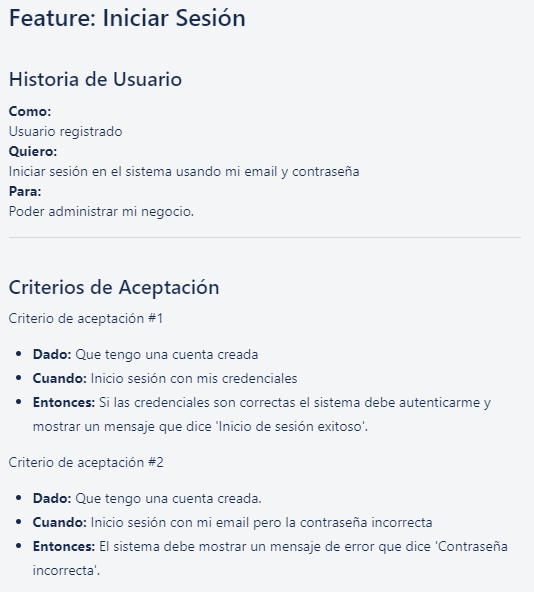 Feature: Iniciar Sesión
Historia de Usuario
Como:
Usuario registrado
Quiero:
Iniciar sesión en el sistema usando mi email y contraseña
Para:
Poder administrar mi negocio.
Criterios de Aceptación
Criterio de aceptación #1
• Dado: Que tengo una cuenta creada
• Cuando: Inicio sesión con mis credenciales
• Entonces: Si las credenciales son correctas el sistema debe autenticarme y
mostrar un mensaje que dice 'Inicio de sesión exitoso'.
Criterio de aceptación #2
• Dado: Que tengo una cuenta creada.
• Cuando: Inicio sesión con mi email pero la contraseña incorrecta
• Entonces: El sistema debe mostrar un mensaje de error que dice 'Contraseña
incorrecta'.